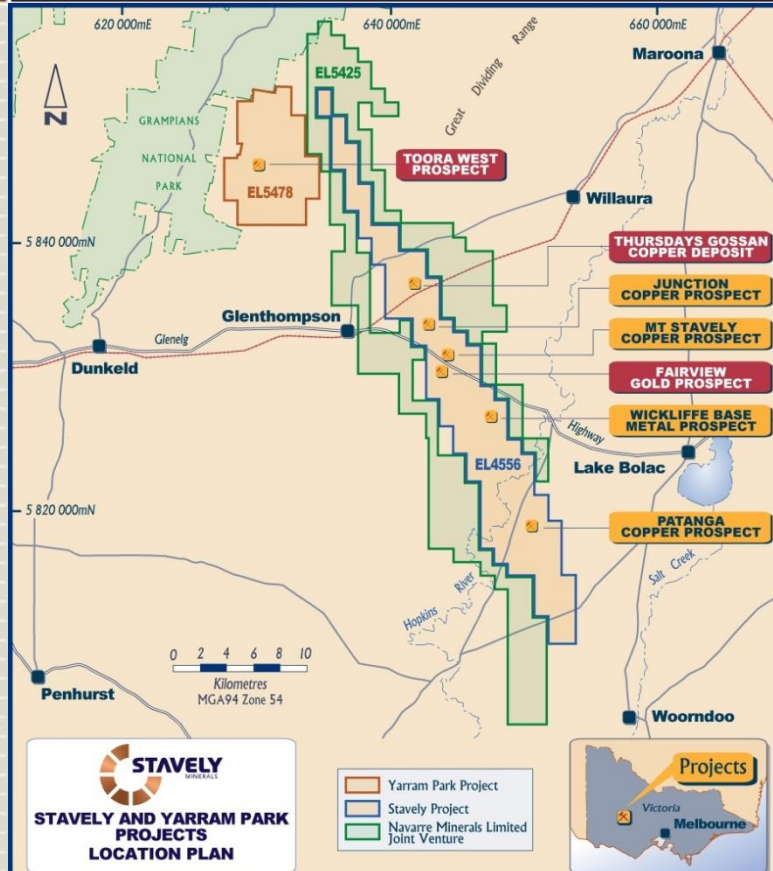 620 000mE
640 000mE
660 000mE
Maroona
EL5425
Great Dividing Range
N
GRAMPIANS
NATIONAL
PARK
TOORA WEST
PROSPECT
EL5478
Willaura
5 840 000mN
THURSDAYS GOSSAN
COPPER DEPOSIT
JUNCTION
COPPER PROSPECT
Glenthompson
MT STAVELY
COPPER PROSPECT
Glenelg
Dunkeld
FAIRVIEW
GOLD PROSPECT
WICKLIFFE BASE
METAL PROSPECT
Highway
EL4556
Lake Bolac
5 820 000mN
PATANGA
COPPER PROSPECT
Salt Creek
Hopkins River
0 2 4 6 8 10
Kilometres
MGA94 Zone 54
Penhurst
Woorndoo
STAVELY
MINERALS
STAVELY AND YARRAM PARK
PROJECTS
LOCATION PLAN
Yarram Park Project
Stavely Project
Navarre Minerals Limited
Joint Venture
Projects
Victoria
Melbourne